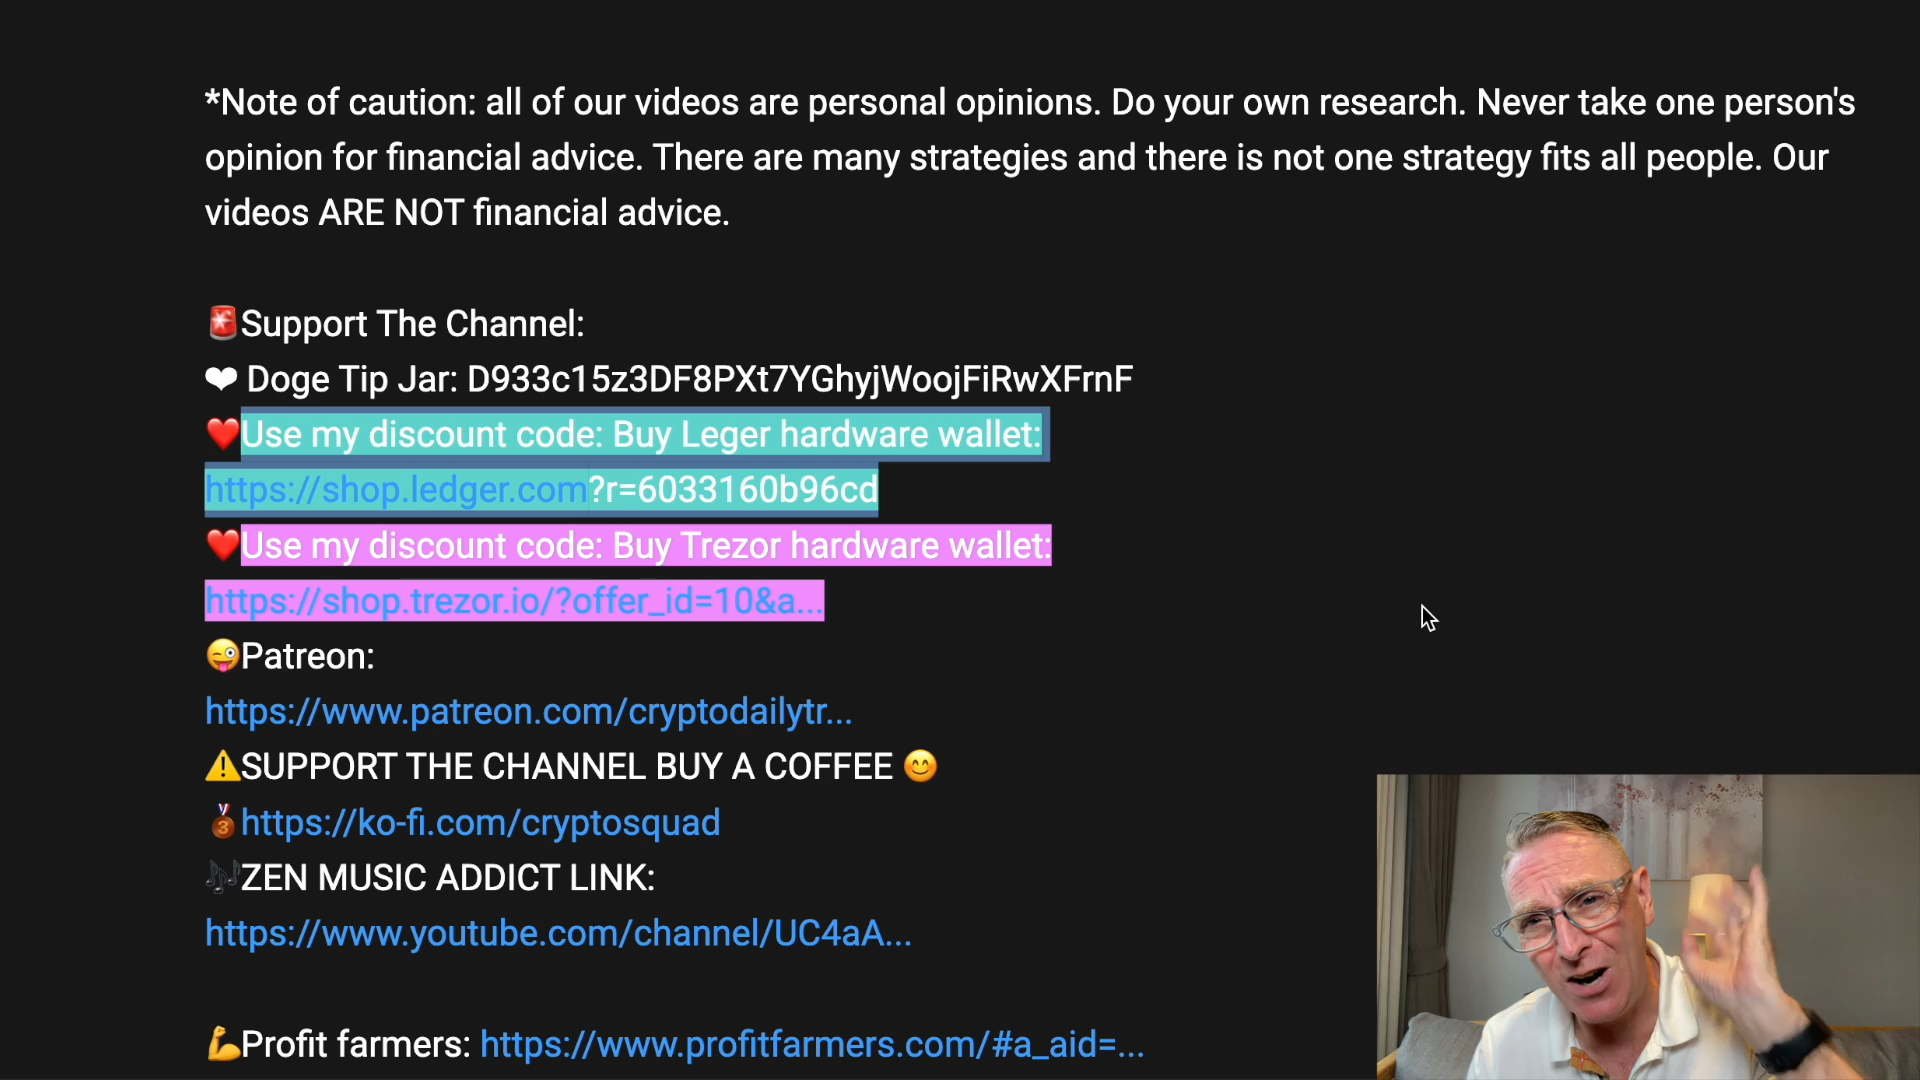 *Note of caution: all of our videos are personal opinions. Do your own research. Never take one person's
opinion for financial advice. There are many strategies and there is not one strategy fits all people. Our
videos ARE NOT financial advice.
🚨Support The Channel:
❤ Doge Tip Jar: D933c15z3DF8PXt7YGhyjWoojFiRwXFrnF
❤️Use my discount code: Buy Leger hardware wallet:
https://shop.ledger.com?r=6033160b96cd
❤️Use my discount code: Buy Trezor hardware wallet:
https://shop.trezor.io/?offer_id=10&a...
😜Patreon:
https://www.patreon.com/cryptodailytr...
⚠️SUPPORT THE CHANNEL BUY A COFFEE 😊
🥉https://ko-fi.com/cryptosquad
🎶ZEN MUSIC ADDICT LINK:
https://www.youtube.com/channel/UC4aA...
💪Profit farmers: https://www.profitfarmers.com/#a_aid=...